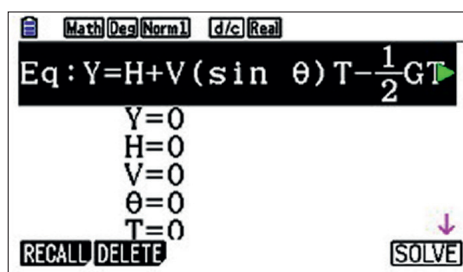 Math Deg Norm1 d/c Real
Eq:Y=H+V(sin θ)T-1/2GT
Y=0
H=0
V=0
θ=0
T=0
RECALL DELETE SOLVE